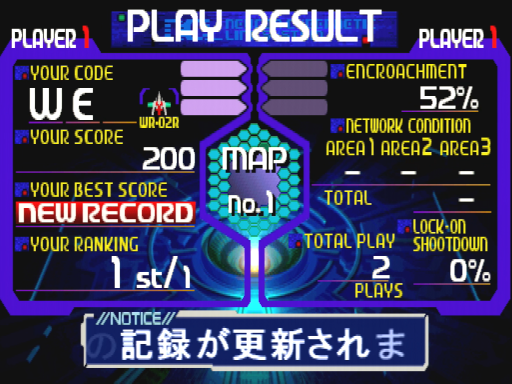 PLAY RESULT
PLAYER 1
PLAYER 1
YOUR CODE
W E
WR-02R
YOUR SCORE
200
YOUR BEST SCORE
NEW RECORD
YOUR RANKING
1 st/1
MAP
No.1
ENCROACHMENT
52%
NETWORK CONDITION
AREA1 AREA2 AREA3
- - -
TOTAL -
TOTAL PLAY
2
PLAYS
LOCK-ON
SHOOTDOWN
0%
//NOTICE//
の記録が更新されま